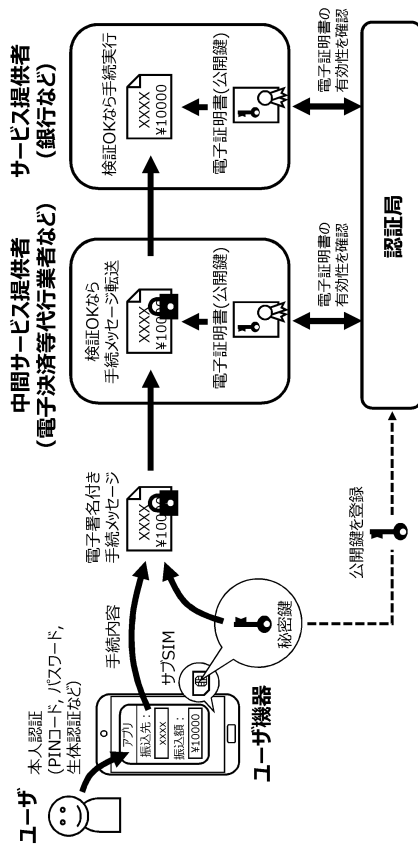 ユーザ
本人認証
(PINコード, パスワード,
生体認証など)
アプリ
振込先：
xxxx
振込額：
¥10000
ユーザ機器
手続内容
サブSIM
秘密鍵
電子署名付き
手続メッセージ
XXXX
¥10000
公開鍵を登録
中間サービス提供者
(電子決済等代行業者など)
検証OKなら
手続メッセージ転送
XXXX
¥10000
電子証明書(公開鍵)
電子証明書の
有効性を確認
サービス提供者
(銀行など)
検証OKなら手続実行
XXXX
¥10000
電子証明書(公開鍵)
電子証明書の
有効性を確認
認証局